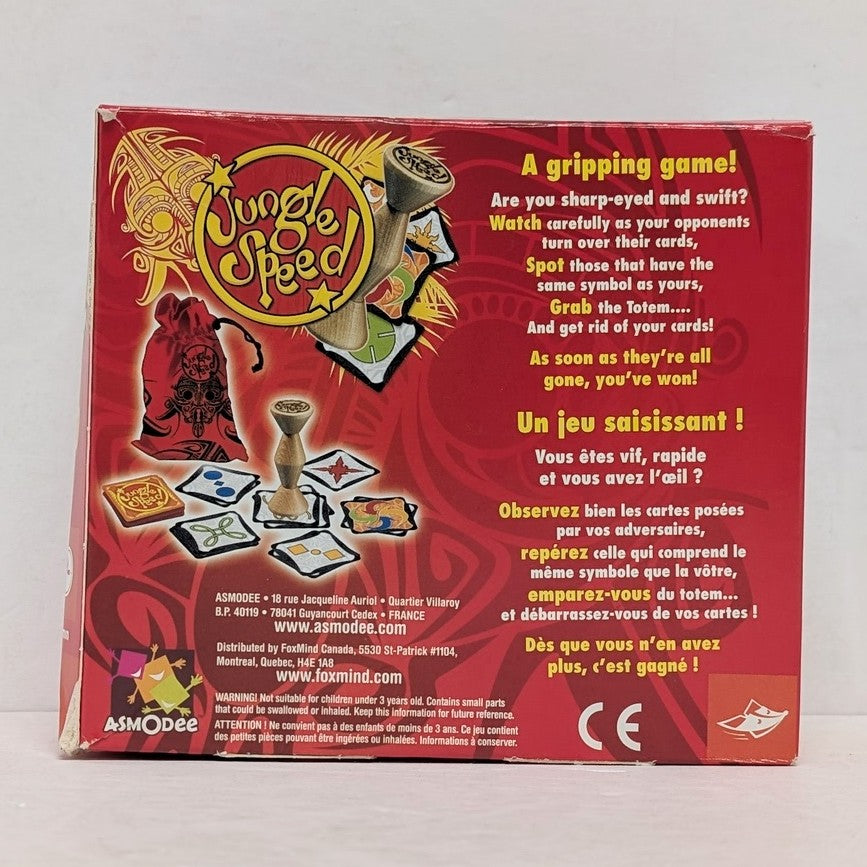 Jungle
Speed
A gripping game!
Are you sharp-eyed and swift?
Watch carefully as your opponents
turn over their cards,
Spot those that have the
same symbol as yours,
Grab the Totem....
And get rid of your cards!
As soon as they're all
gone, you've won!
Un jeu saisissant !
Vous êtes vif, rapide
et vous avez l'œil ?
Observez bien les cartes posées
par vos adversaires,
repérez celle qui comprend le
même symbole que la vôtre,
emparez-vous du totem...
et débarrassez-vous de vos cartes !
Dès que vous n'en avez
plus, c'est gagné !
Jungle
Speed
Jungle
Speed
ASMODEE • 18 rue Jacqueline Auriol • Quartier Villaroy
B.P. 40119 • 78041 Guyancourt Cedex • FRANCE
www.asmodee.com
Distributed by FoxMind Canada, 5530 St-Patrick #1104,
Montreal, Quebec, H4E 1A8
www.foxmind.com
WARNING! Not suitable for children under 3 years old. Contains small parts
that could be swallowed or inhaled. Keep this information for future reference.
ATTENTION ! Ne convient pas à des enfants de moins de 3 ans. Ce jeu contient
des petites pièces pouvant être ingérées ou inhalées. Informations à conserver.
ASMODee
CE